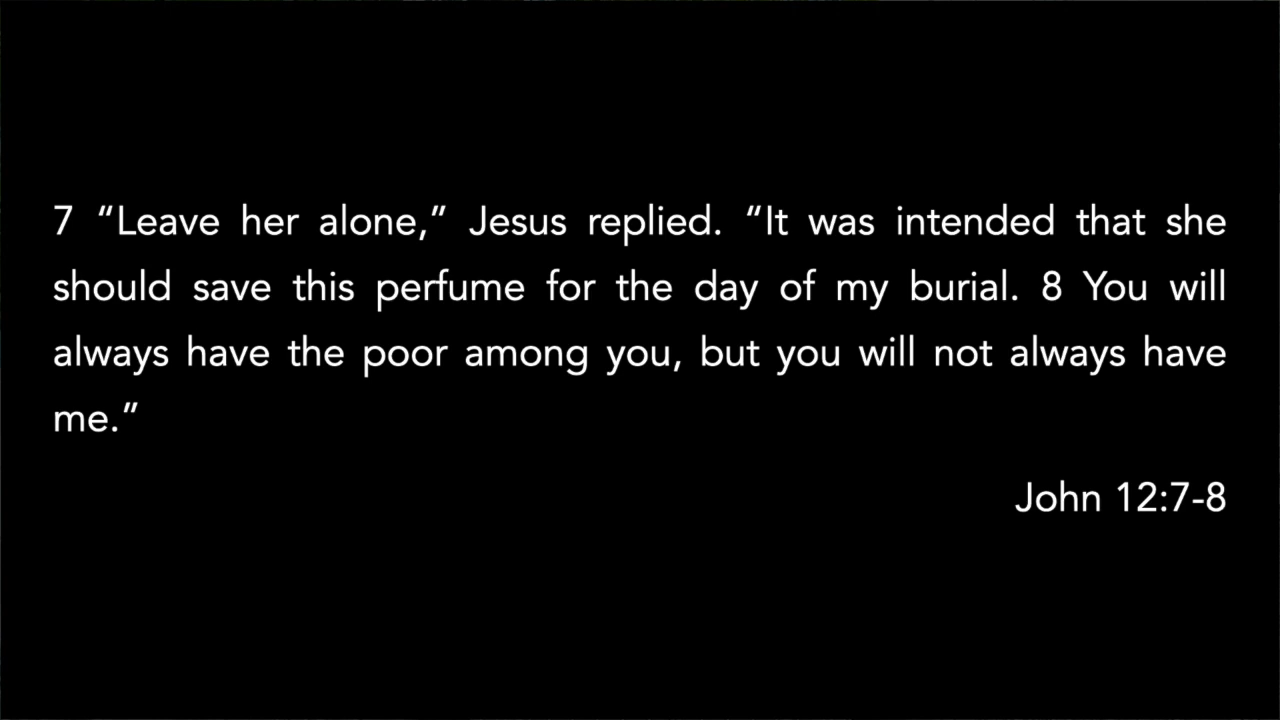 7 “Leave her alone,” Jesus replied. “It was intended that she
should save this perfume for the day of my burial. 8 You will
always have the poor among you, but you will not always have
me.”
John 12:7-8